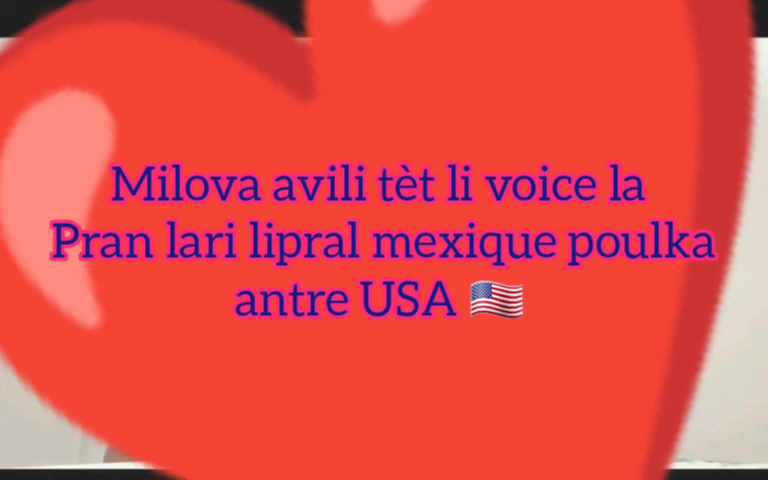 Milova avili tèt li voice la
Pran lari lipral mexique poulka
antre USA 🇺🇸